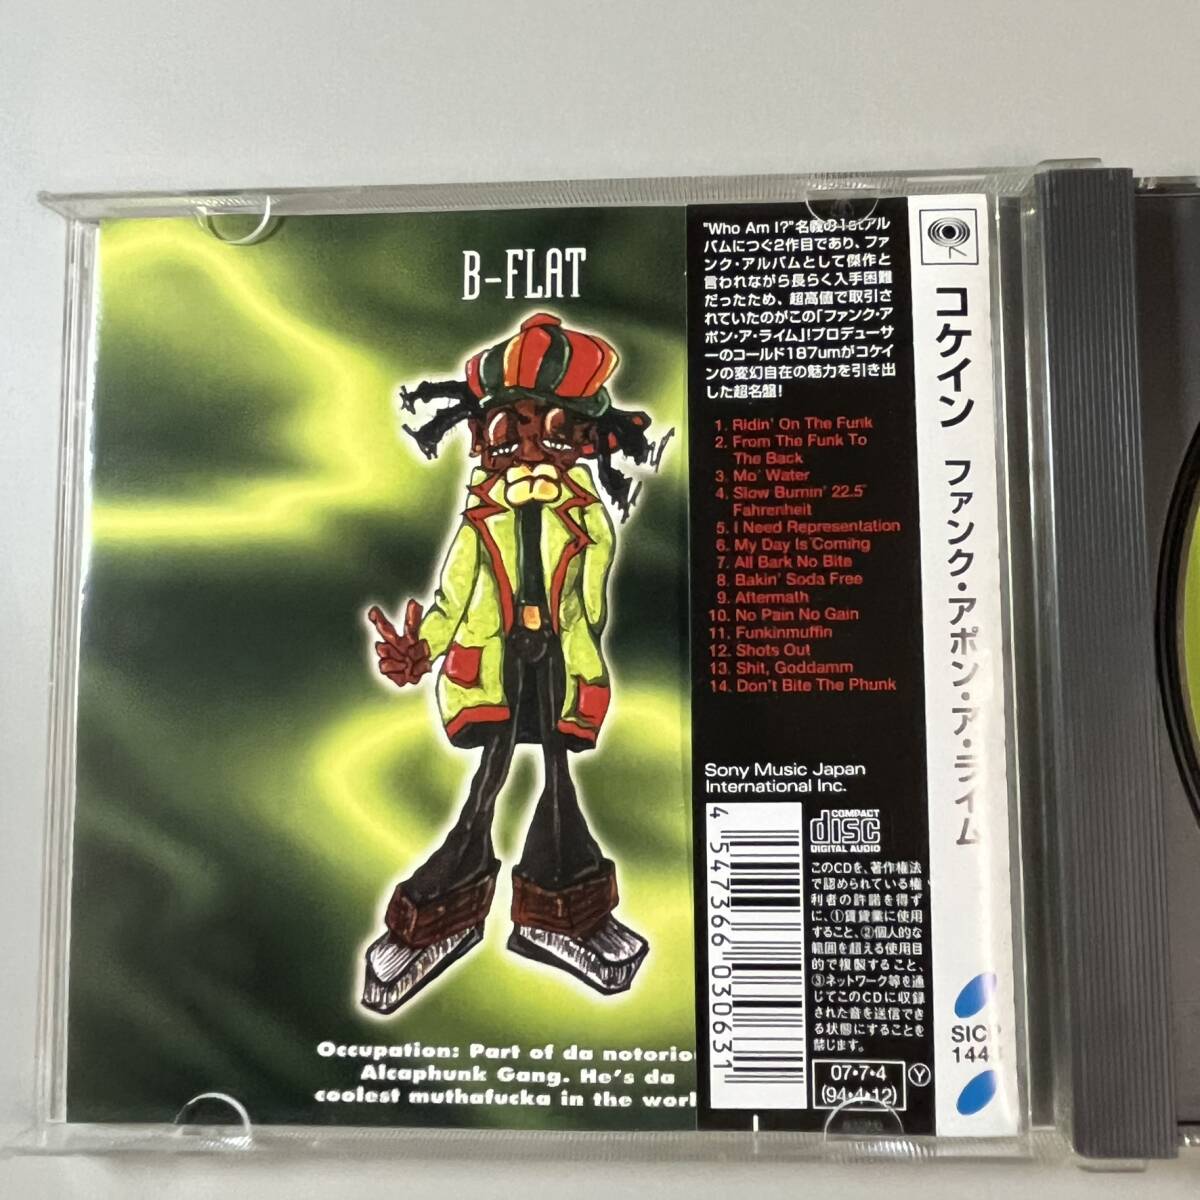 B-FLAT
Occupation: Part of da notoriou
Alcaphunk Gang. He's da
coolest muthafucka in the worl
"Who Am I?"名義の1stアル
バムにつぐ2作目であり、ファ
ンク・アルバムとして傑作と
言われながら長らく入手困難
だったため、超高値で取引さ
れていたのがこの「ファンク・ア
ポン・ア・ライム」!プロデューサ
ーのコールド187umがコケイ
ンの変幻自在の魅力を引き出
した超名盤!
1. Ridin' On The Funk
2. From The Funk To
The Back
3. Mo' Water
4. Slow Burnin' 22.5°
Fahrenheit
5. I Need Representation
6. My Day Is Coming
7. All Bark No Bite
8. Bakin' Soda Free
9. Aftermath
10. No Pain No Gain
11. Funkinmuffin
12. Shots Out
13. Shit, Goddamm
14. Don't Bite The Phunk
Sony Music Japan
International Inc.
4 547366 030631
COMPACT
disc
DIGITAL AUDIO
このCDを、著作権法
で認められている権
利者の許諾を得ず
に、①賃貸業に使用
すること、②個人的な
範囲を超える使用目
的で複製すること、
③ネットワーク等を通
じてこのCDに収録
された音を送信でき
る状態にすることを
禁じます。
07・7・4
(94・4・12)
Y
コケイン ファンク・アポン・ア・ライム
SICP
144